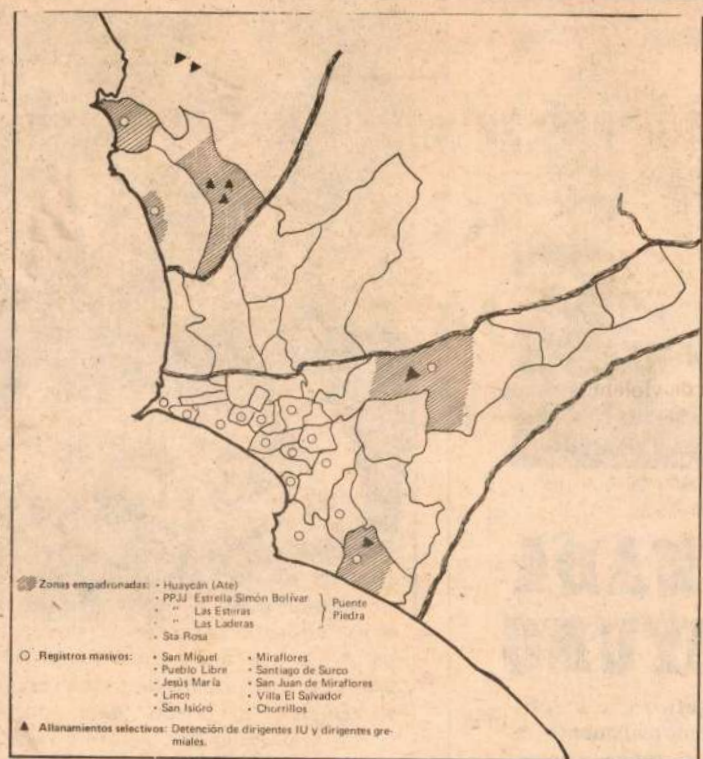 Zonas empadronadas: • Huaycán (Ate)
• PPJJ Estrella Simón Bolívar
• " Las Esteras
• " Las Laderas
} Puente Piedra
• Sta Rosa
Registros masivos: • San Miguel • Miraflores
• Pueblo Libre • Santiago de Surco
- Jesús María • San Juan de Miraflores
• Lince • Villa El Salvador
• San Isidro • Chorrillos
Allanamientos selectivos: Detención de dirigentes IU y dirigentes gre-
miales.